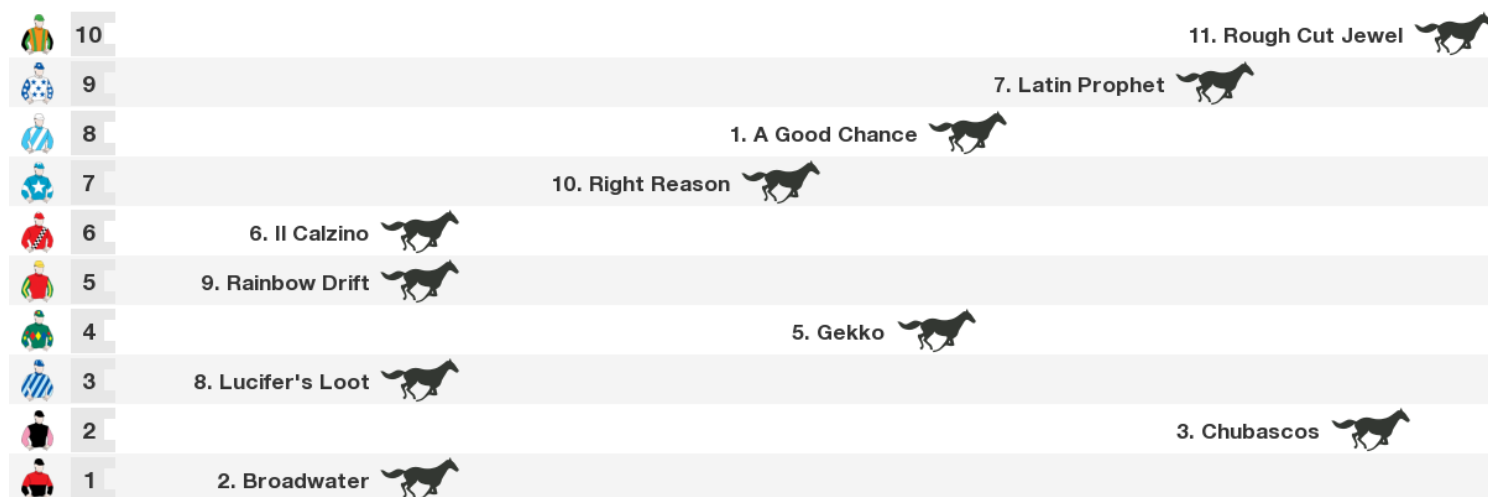 10 11. Rough Cut Jewel
9 7. Latin Prophet
8 1. A Good Chance
7 10. Right Reason
6 6. Il Calzino
5 9. Rainbow Drift
4 5. Gekko
3 8. Lucifer's Loot
2 3. Chubascos
1 2. Broadwater